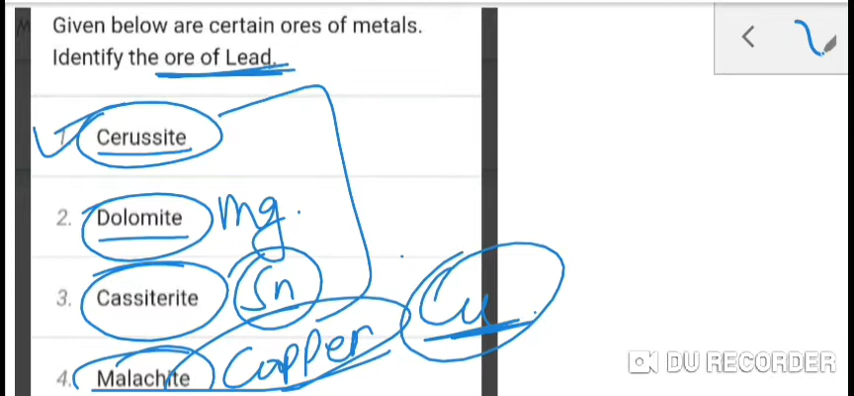 Given below are certain ores of metals.
Identify the ore of Lead.
1. Cerussite
2. Dolomite mg.
3. Cassiterite Sn
Cu
4. Malachite Copper
DU RECORDER